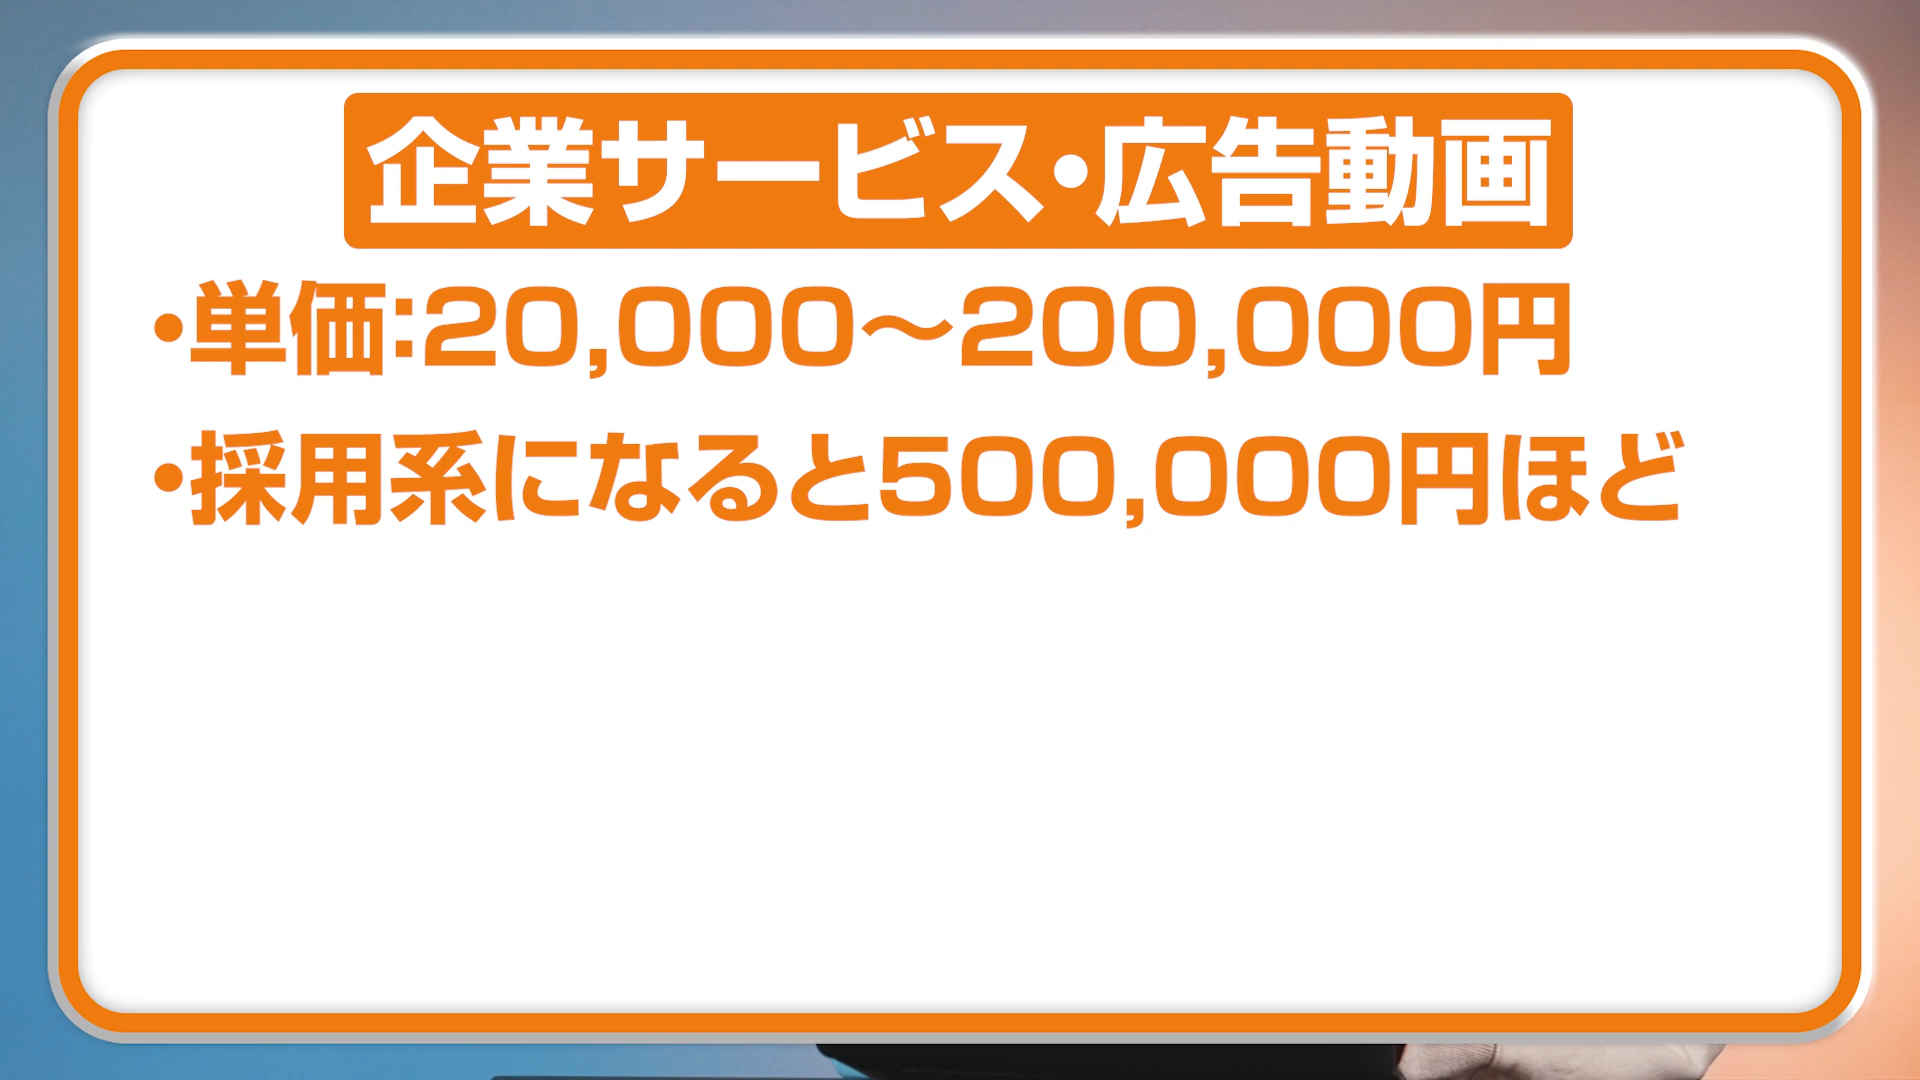 企業サービス・広告動画
・単価:20,000〜200,000円
・採用系になると500,000円ほど